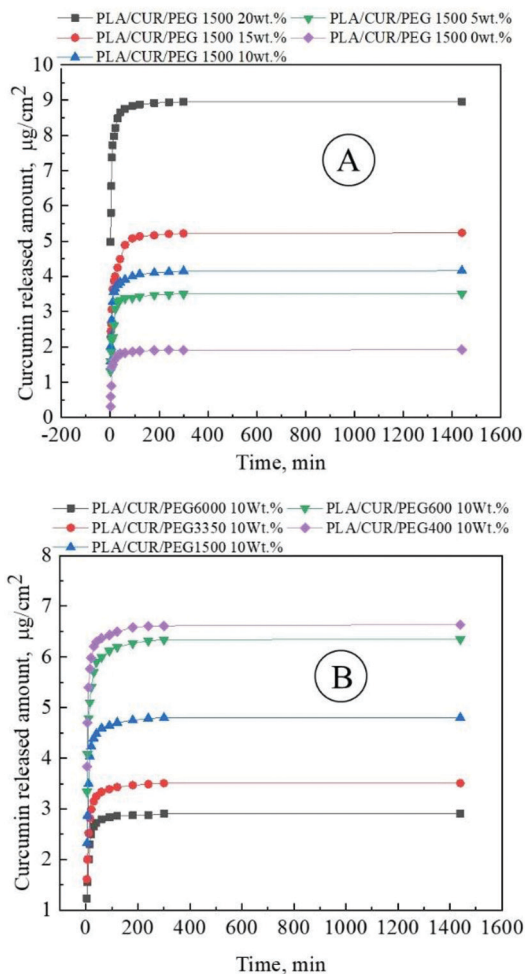 PLA/CUR/PEG 1500 20wt.% PLA/CUR/PEG 1500 5wt.%
PLA/CUR/PEG 1500 15wt.% PLA/CUR/PEG 1500 0wt.%
PLA/CUR/PEG 1500 10wt.%
10
9
8
7
6
5
4
3
2
1
0
Curcumin released amount, µg/cm²
A
-200 0 200 400 600 800 1000 1200 1400 1600
Time, min
PLA/CUR/PEG6000 10Wt.% PLA/CUR/PEG600 10Wt.%
PLA/CUR/PEG3350 10Wt.% PLA/CUR/PEG400 10Wt.%
PLA/CUR/PEG1500 10Wt.%
8
7
6
5
4
3
2
1
Curcumin released amount, µg/cm²
B
0 200 400 600 800 1000 1200 1400 1600
Time, min